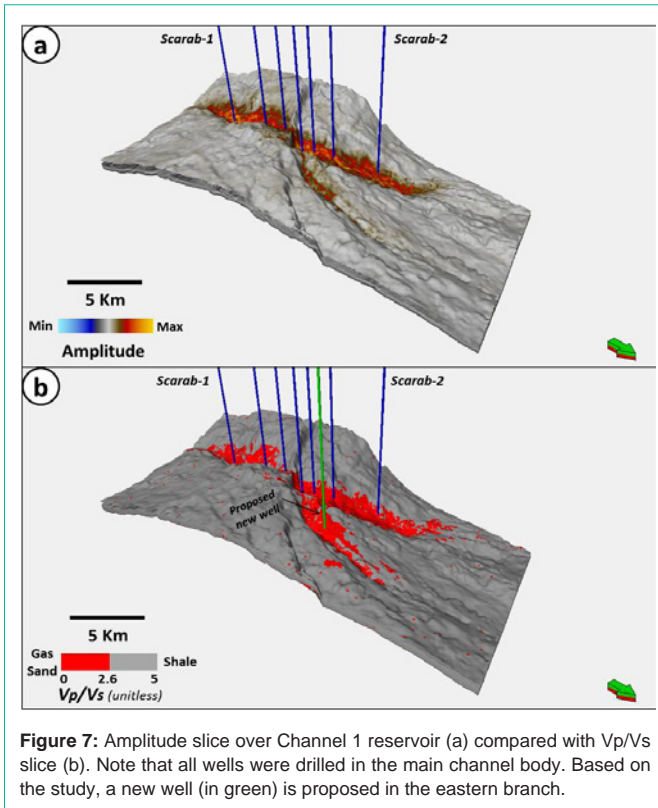 a
Scarab-1
Scarab-2
5 Km
Min
Max
Amplitude
b
Scarab-1
Scarab-2
Proposed
new well
5 Km
Gas
Sand
Shale
0 2.6 5
Vp/Vs (unitless)
Figure 7: Amplitude slice over Channel 1 reservoir (a) compared with Vp/Vs
slice (b). Note that all wells were drilled in the main channel body. Based on
the study, a new well (in green) is proposed in the eastern branch.